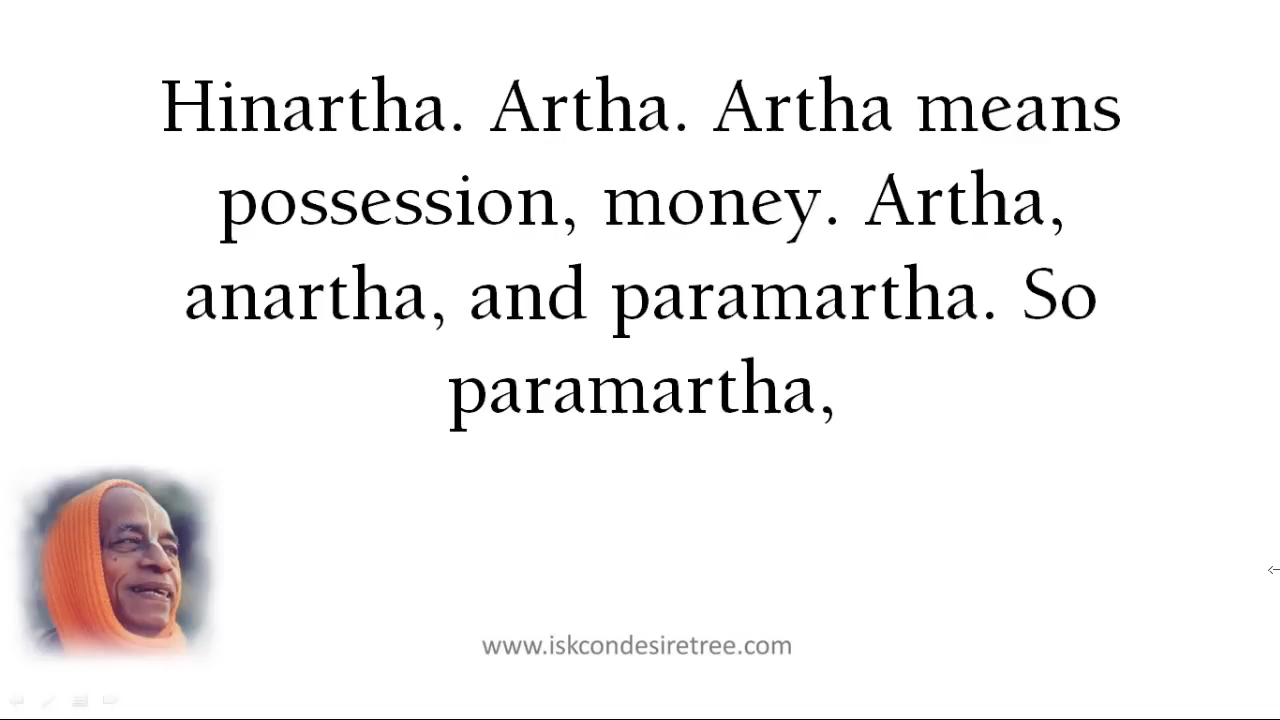 Hinartha. Artha. Artha means
possession, money. Artha,
anartha, and paramartha. So
paramartha,
www.iskcondesiretree.com